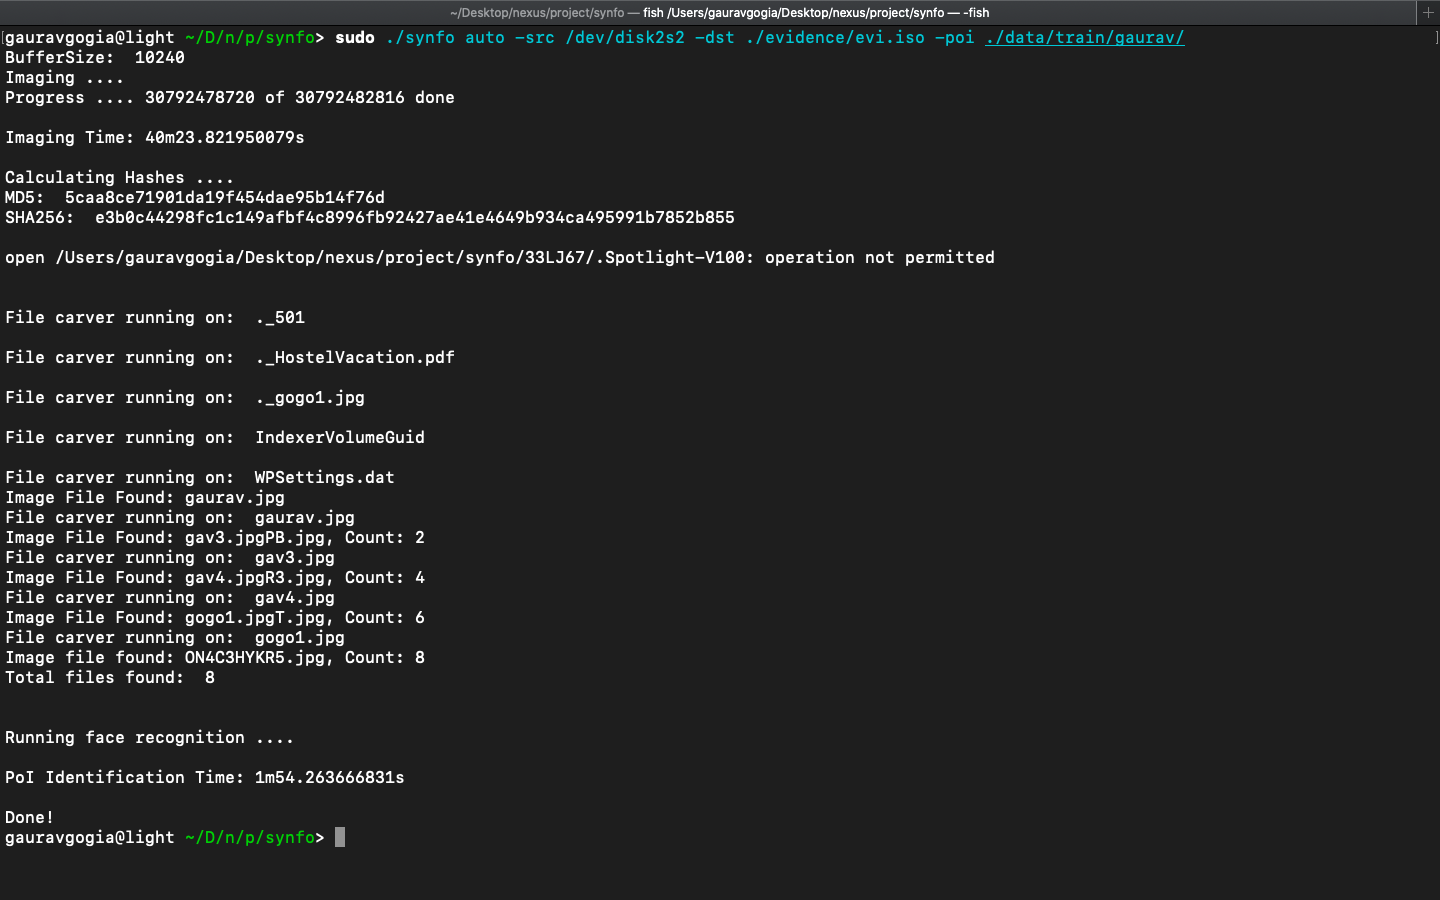 ~/Desktop/nexus/project/synfo — fish /Users/gauravgogia/Desktop/nexus/project/synfo — -fish
gauravgogia@light ~/D/n/p/synfo> sudo ./synfo auto -src /dev/disk2s2 -dst ./evidence/evi.iso -poi ./data/train/gaurav/
BufferSize:  10240
Imaging ....
Progress .... 30792478720 of 30792482816 done
Imaging Time: 40m23.821950079s
Calculating Hashes ....
MD5:  5caa8ce71901da19f454dae95b14f76d
SHA256:  e3b0c44298fc1c149afbf4c8996fb92427ae41e4649b934ca495991b7852b855
open /Users/gauravgogia/Desktop/nexus/project/synfo/33LJ67/.Spotlight-V100: operation not permitted
File carver running on:  ._501
File carver running on:  ._HostelVacation.pdf
File carver running on:  ._gogo1.jpg
File carver running on:  IndexerVolumeGuid
File carver running on:  WPSettings.dat
Image File Found: gaurav.jpg
File carver running on:  gaurav.jpg
Image File Found: gav3.jpgPB.jpg, Count: 2
File carver running on:  gav3.jpg
Image File Found: gav4.jpgR3.jpg, Count: 4
File carver running on:  gav4.jpg
Image File Found: gogo1.jpgT.jpg, Count: 6
File carver running on:  gogo1.jpg
Image file found: ON4C3HYKR5.jpg, Count: 8
Total files found:  8
Running face recognition ....
PoI Identification Time: 1m54.263666831s
Done!
gauravgogia@light ~/D/n/p/synfo>